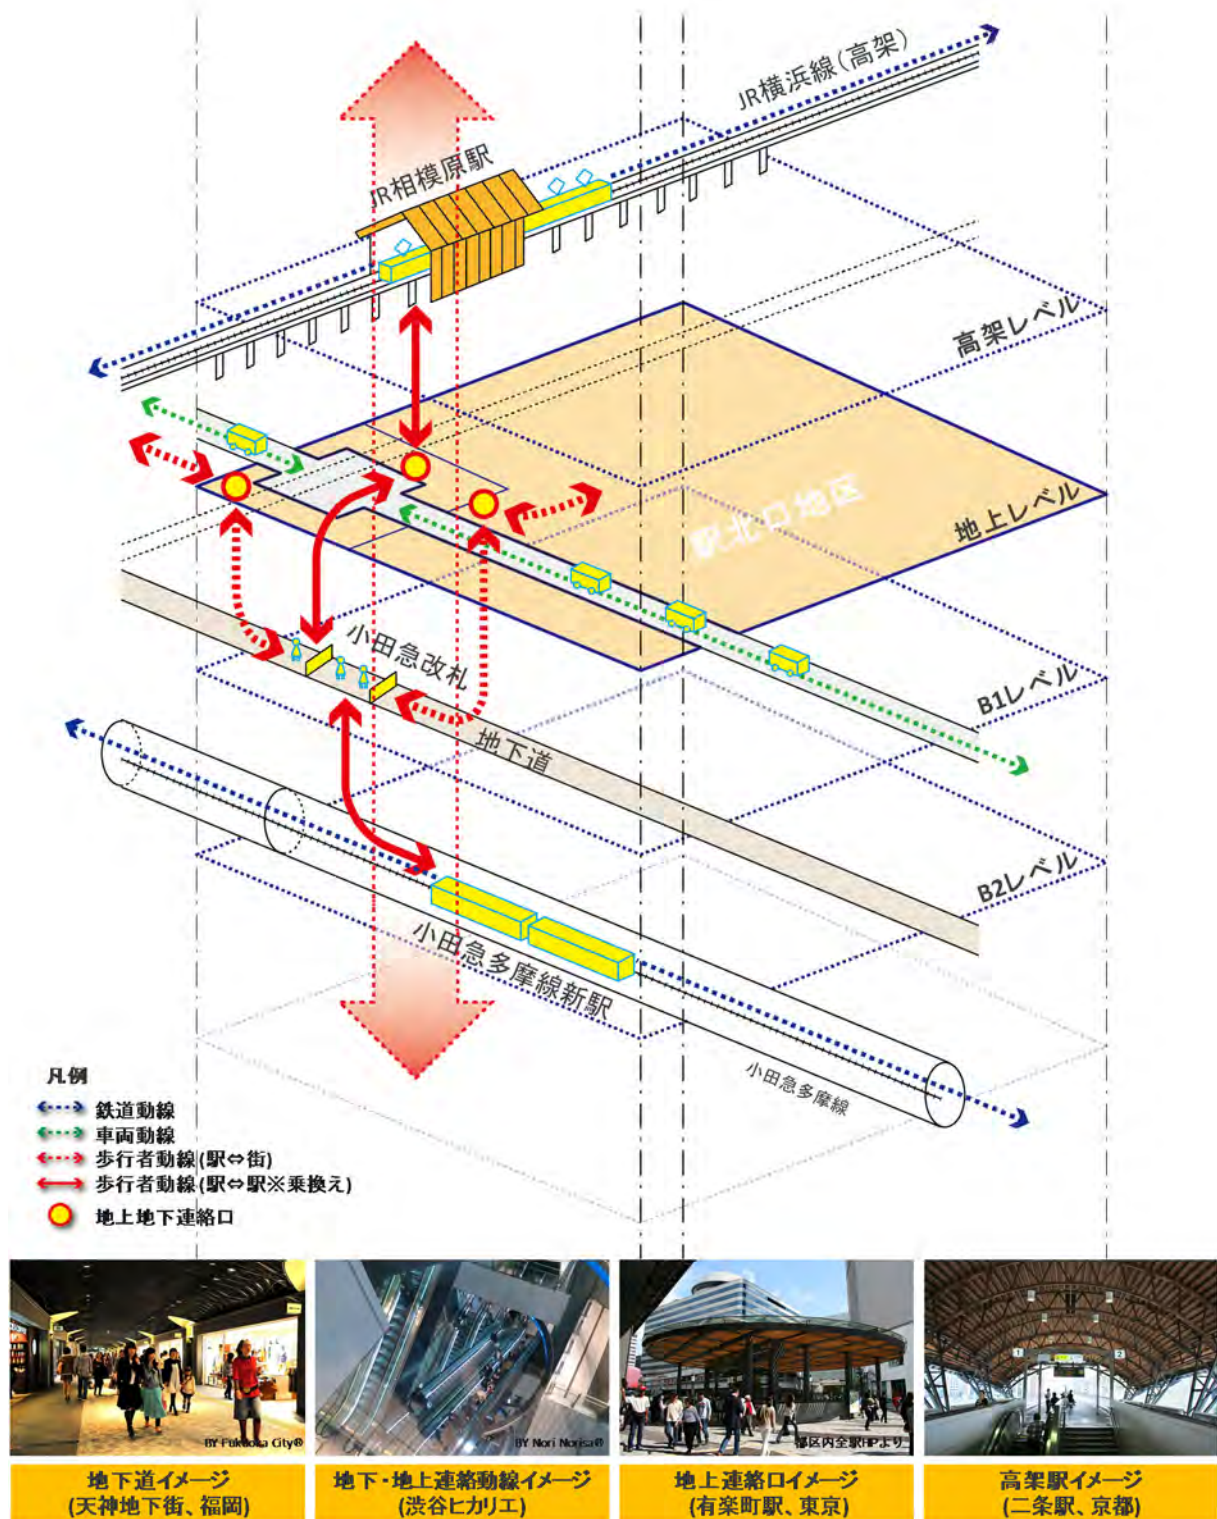 JR横浜線(高架)
JR相模原駅
高架レベル
駅北口地区
地上レベル
小田急改札
B1レベル
地下道
B2レベル
小田急多摩線新駅
小田急多摩線
凡例
鉄道動線
車両動線
歩行者動線(駅⇔街)
歩行者動線(駅⇔駅※乗換え)
地上地下連絡口
BY Fukuoka City®
BY Nori Norisa®
都区内全駅HPより
1
2
地下道イメージ
(天神地下街、福岡)
地下・地上連絡動線イメージ
(渋谷ヒカリエ)
地上連絡口イメージ
(有楽町駅、東京)
高架駅イメージ
(二条駅、京都)